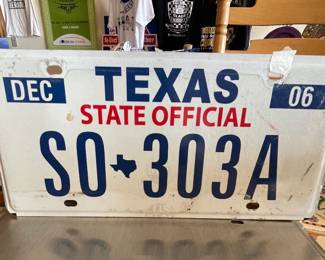 DEC TEXAS 06
STATE OFFICIAL
SO 303A